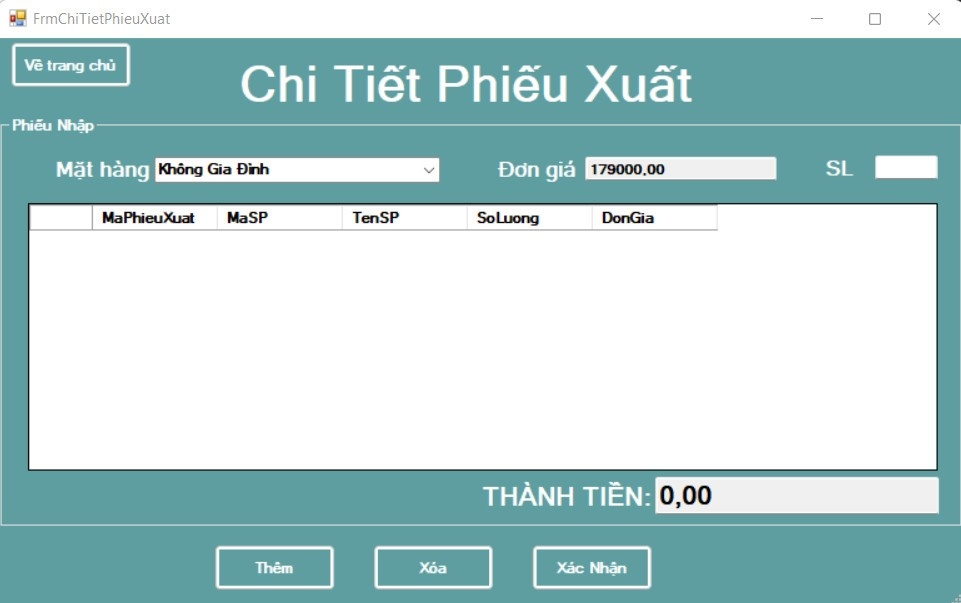 FrmChiTietPhieuXuat
Về trang chủ
Chi Tiết Phiếu Xuất
Phiếu Nhập
Mặt hàng Không Gia Đình Đơn giá 179000,00 SL
MaPhieuXuat MaSP TenSP SoLuong DonGia
THÀNH TIỀN: 0,00
Thêm Xóa Xác Nhận